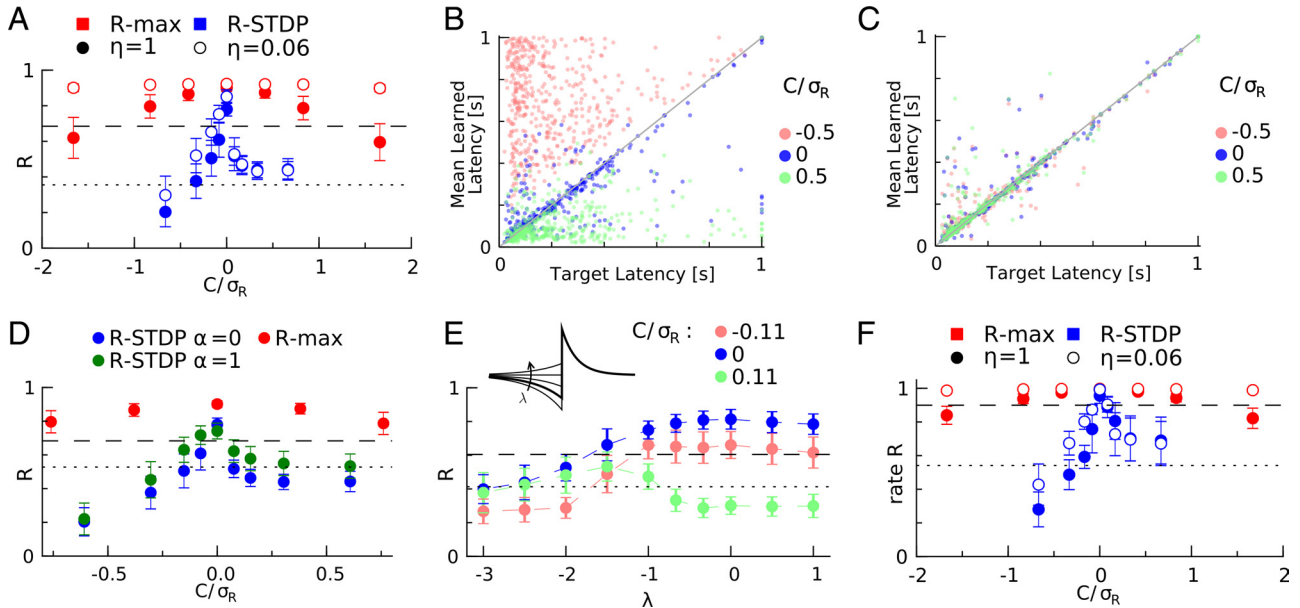 A
R-max R-STDP
η=1 η=0.06
1
R
0
-2 -1 0 1 2
C/σR
B
1
Mean Learned
Latency [s]
0
0 Target Latency [s] 1
C/σR
-0.5
0
0.5
C
1
Mean Learned
Latency [s]
0
0 Target Latency [s] 1
C/σR
-0.5
0
0.5
D
R-STDP α=0 R-max
R-STDP α=1
1
R
0
-0.5 0.0 0.5
C/σR
E
C/σR :
-0.11
0
0.11
λ
1
R
0
-3 -2 -1 0 1
λ
F
R-max R-STDP
η=1 η=0.06
1
rate R
0
-2 -1 0 1 2
C/σR